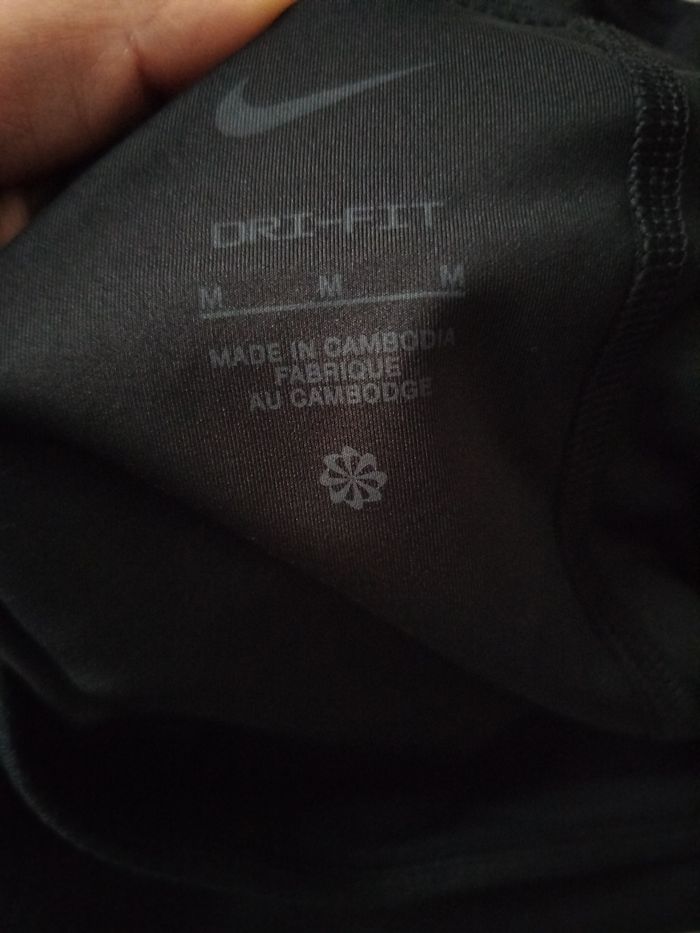 DRI-FIT
M M M
MADE IN CAMBODIA
FABRIQUE
AU CAMBODGE